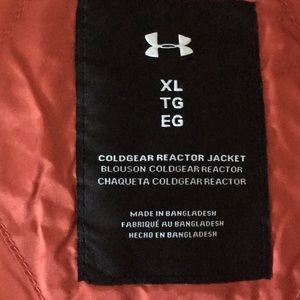 XL
TG
EG
COLDGEAR REACTOR JACKET
BLOUSON COLDGEAR REACTOR
CHAQUETA COLDGEAR REACTOR
MADE IN BANGLADESH
FABRIQUÉ AU BANGLADESH
HECHO EN BANGLADESH